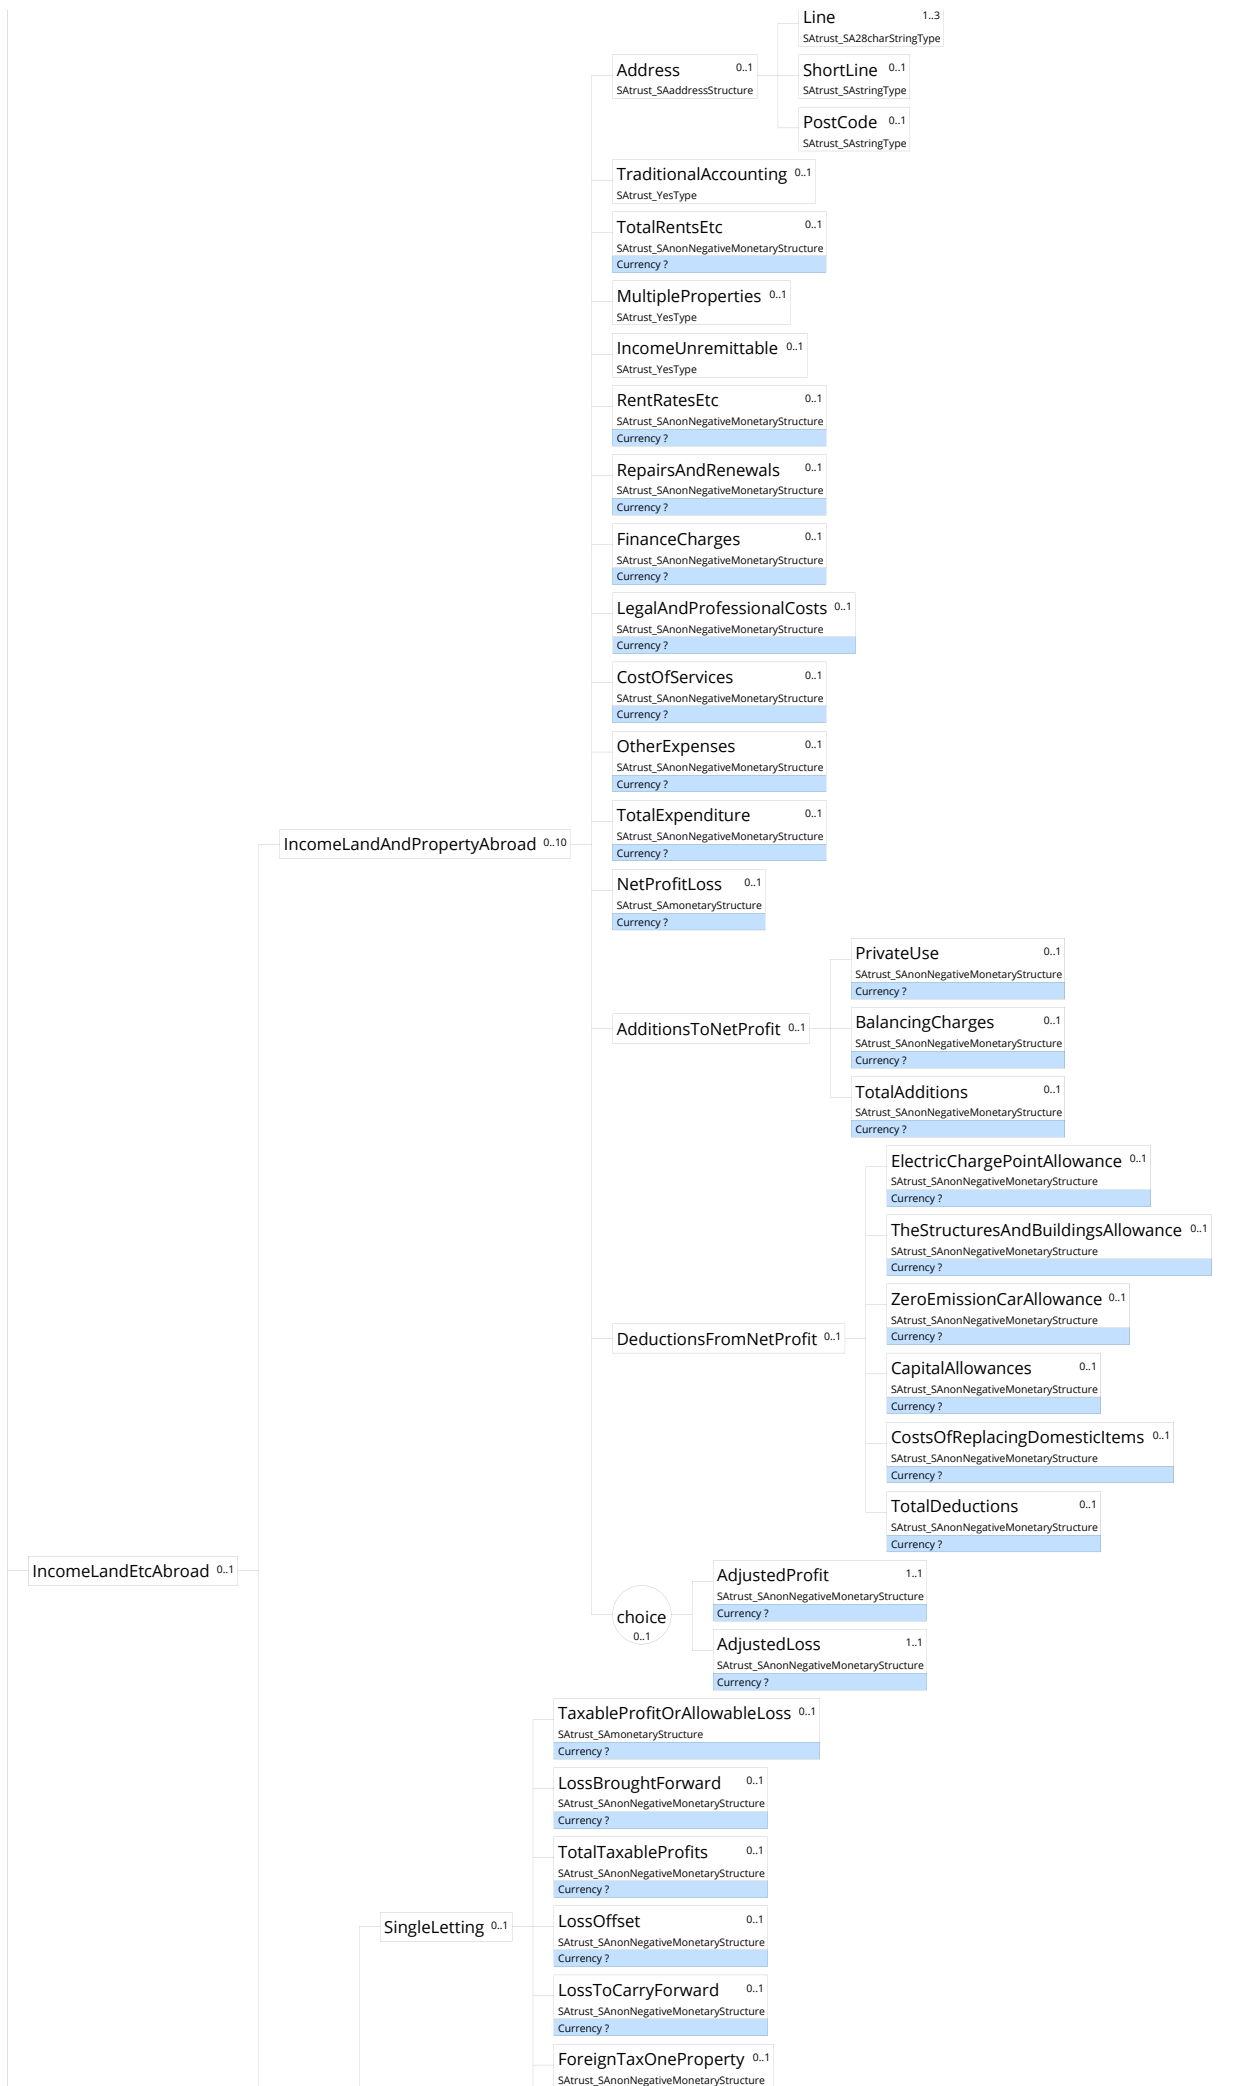 Line 1..3
SAtrust_SA28charStringType
Address 0..1
SAtrust_SAaddressStructure
ShortLine 0..1
SAtrust_SAstringType
PostCode 0..1
SAtrust_SAstringType
TraditionalAccounting 0..1
SAtrust_YesType
TotalRentsEtc 0..1
SAtrust_SAnonNegativeMonetaryStructure
Currency ?
MultipleProperties 0..1
SAtrust_YesType
IncomeUnremittable 0..1
SAtrust_YesType
RentRatesEtc 0..1
SAtrust_SAnonNegativeMonetaryStructure
Currency ?
RepairsAndRenewals 0..1
SAtrust_SAnonNegativeMonetaryStructure
Currency ?
FinanceCharges 0..1
SAtrust_SAnonNegativeMonetaryStructure
Currency ?
LegalAndProfessionalCosts 0..1
SAtrust_SAnonNegativeMonetaryStructure
Currency ?
CostOfServices 0..1
SAtrust_SAnonNegativeMonetaryStructure
Currency ?
OtherExpenses 0..1
SAtrust_SAnonNegativeMonetaryStructure
Currency ?
TotalExpenditure 0..1
SAtrust_SAnonNegativeMonetaryStructure
Currency ?
IncomeLandAndPropertyAbroad 0..10
NetProfitLoss 0..1
SAtrust_SAmonetaryStructure
Currency ?
PrivateUse 0..1
SAtrust_SAnonNegativeMonetaryStructure
Currency ?
AdditionsToNetProfit 0..1
BalancingCharges 0..1
SAtrust_SAnonNegativeMonetaryStructure
Currency ?
TotalAdditions 0..1
SAtrust_SAnonNegativeMonetaryStructure
Currency ?
ElectricChargePointAllowance 0..1
SAtrust_SAnonNegativeMonetaryStructure
Currency ?
TheStructuresAndBuildingsAllowance 0..1
SAtrust_SAnonNegativeMonetaryStructure
Currency ?
ZeroEmissionCarAllowance 0..1
SAtrust_SAnonNegativeMonetaryStructure
Currency ?
DeductionsFromNetProfit 0..1
CapitalAllowances 0..1
SAtrust_SAnonNegativeMonetaryStructure
Currency ?
CostsOfReplacingDomesticItems 0..1
SAtrust_SAnonNegativeMonetaryStructure
Currency ?
TotalDeductions 0..1
SAtrust_SAnonNegativeMonetaryStructure
Currency ?
IncomeLandEtcAbroad 0..1
AdjustedProfit 1..1
SAtrust_SAnonNegativeMonetaryStructure
Currency ?
choice
0..1
AdjustedLoss 1..1
SAtrust_SAnonNegativeMonetaryStructure
Currency ?
TaxableProfitOrAllowableLoss 0..1
SAtrust_SAmonetaryStructure
Currency ?
LossBroughtForward 0..1
SAtrust_SAnonNegativeMonetaryStructure
Currency ?
TotalTaxableProfits 0..1
SAtrust_SAnonNegativeMonetaryStructure
Currency ?
SingleLetting 0..1
LossOffset 0..1
SAtrust_SAnonNegativeMonetaryStructure
Currency ?
LossToCarryForward 0..1
SAtrust_SAnonNegativeMonetaryStructure
Currency ?
ForeignTaxOneProperty 0..1
SAtrust_SAnonNegativeMonetaryStructure